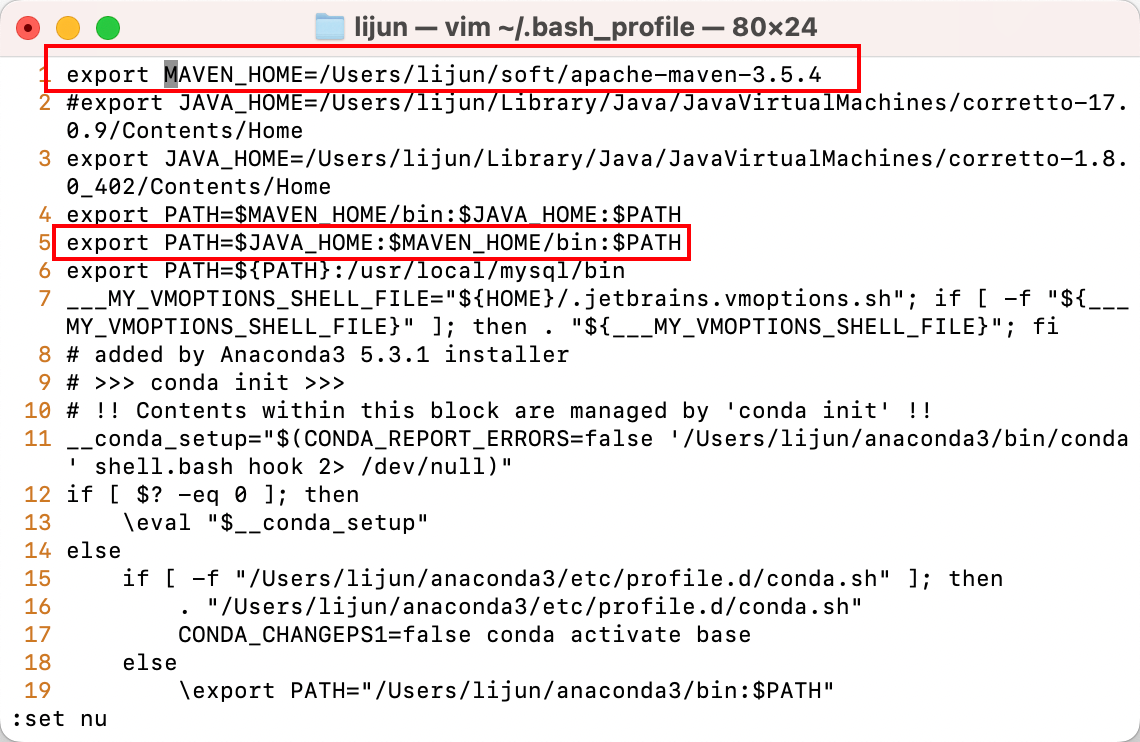 lijun — vim ~/.bash_profile — 80×24
1 export MAVEN_HOME=/Users/lijun/soft/apache-maven-3.5.4
2 #export JAVA_HOME=/Users/lijun/Library/Java/JavaVirtualMachines/corretto-17.
0.9/Contents/Home
3 export JAVA_HOME=/Users/lijun/Library/Java/JavaVirtualMachines/corretto-1.8.
0_402/Contents/Home
4 export PATH=$MAVEN_HOME/bin:$JAVA_HOME:$PATH
5 export PATH=$JAVA_HOME:$MAVEN_HOME/bin:$PATH
6 export PATH=${PATH}:/usr/local/mysql/bin
7 ___MY_VMOPTIONS_SHELL_FILE="${HOME}/.jetbrains.vmoptions.sh"; if [ -f "${___
MY_VMOPTIONS_SHELL_FILE}" ]; then . "${___MY_VMOPTIONS_SHELL_FILE}"; fi
8 # added by Anaconda3 5.3.1 installer
9 # >>> conda init >>>
10 # !! Contents within this block are managed by 'conda init' !!
11 __conda_setup="$(CONDA_REPORT_ERRORS=false '/Users/lijun/anaconda3/bin/conda
' shell.bash hook 2> /dev/null)"
12 if [ $? -eq 0 ]; then
13     \eval "$__conda_setup"
14 else
15     if [ -f "/Users/lijun/anaconda3/etc/profile.d/conda.sh" ]; then
16         . "/Users/lijun/anaconda3/etc/profile.d/conda.sh"
17         CONDA_CHANGEPS1=false conda activate base
18     else
19         \export PATH="/Users/lijun/anaconda3/bin:$PATH"
:set nu